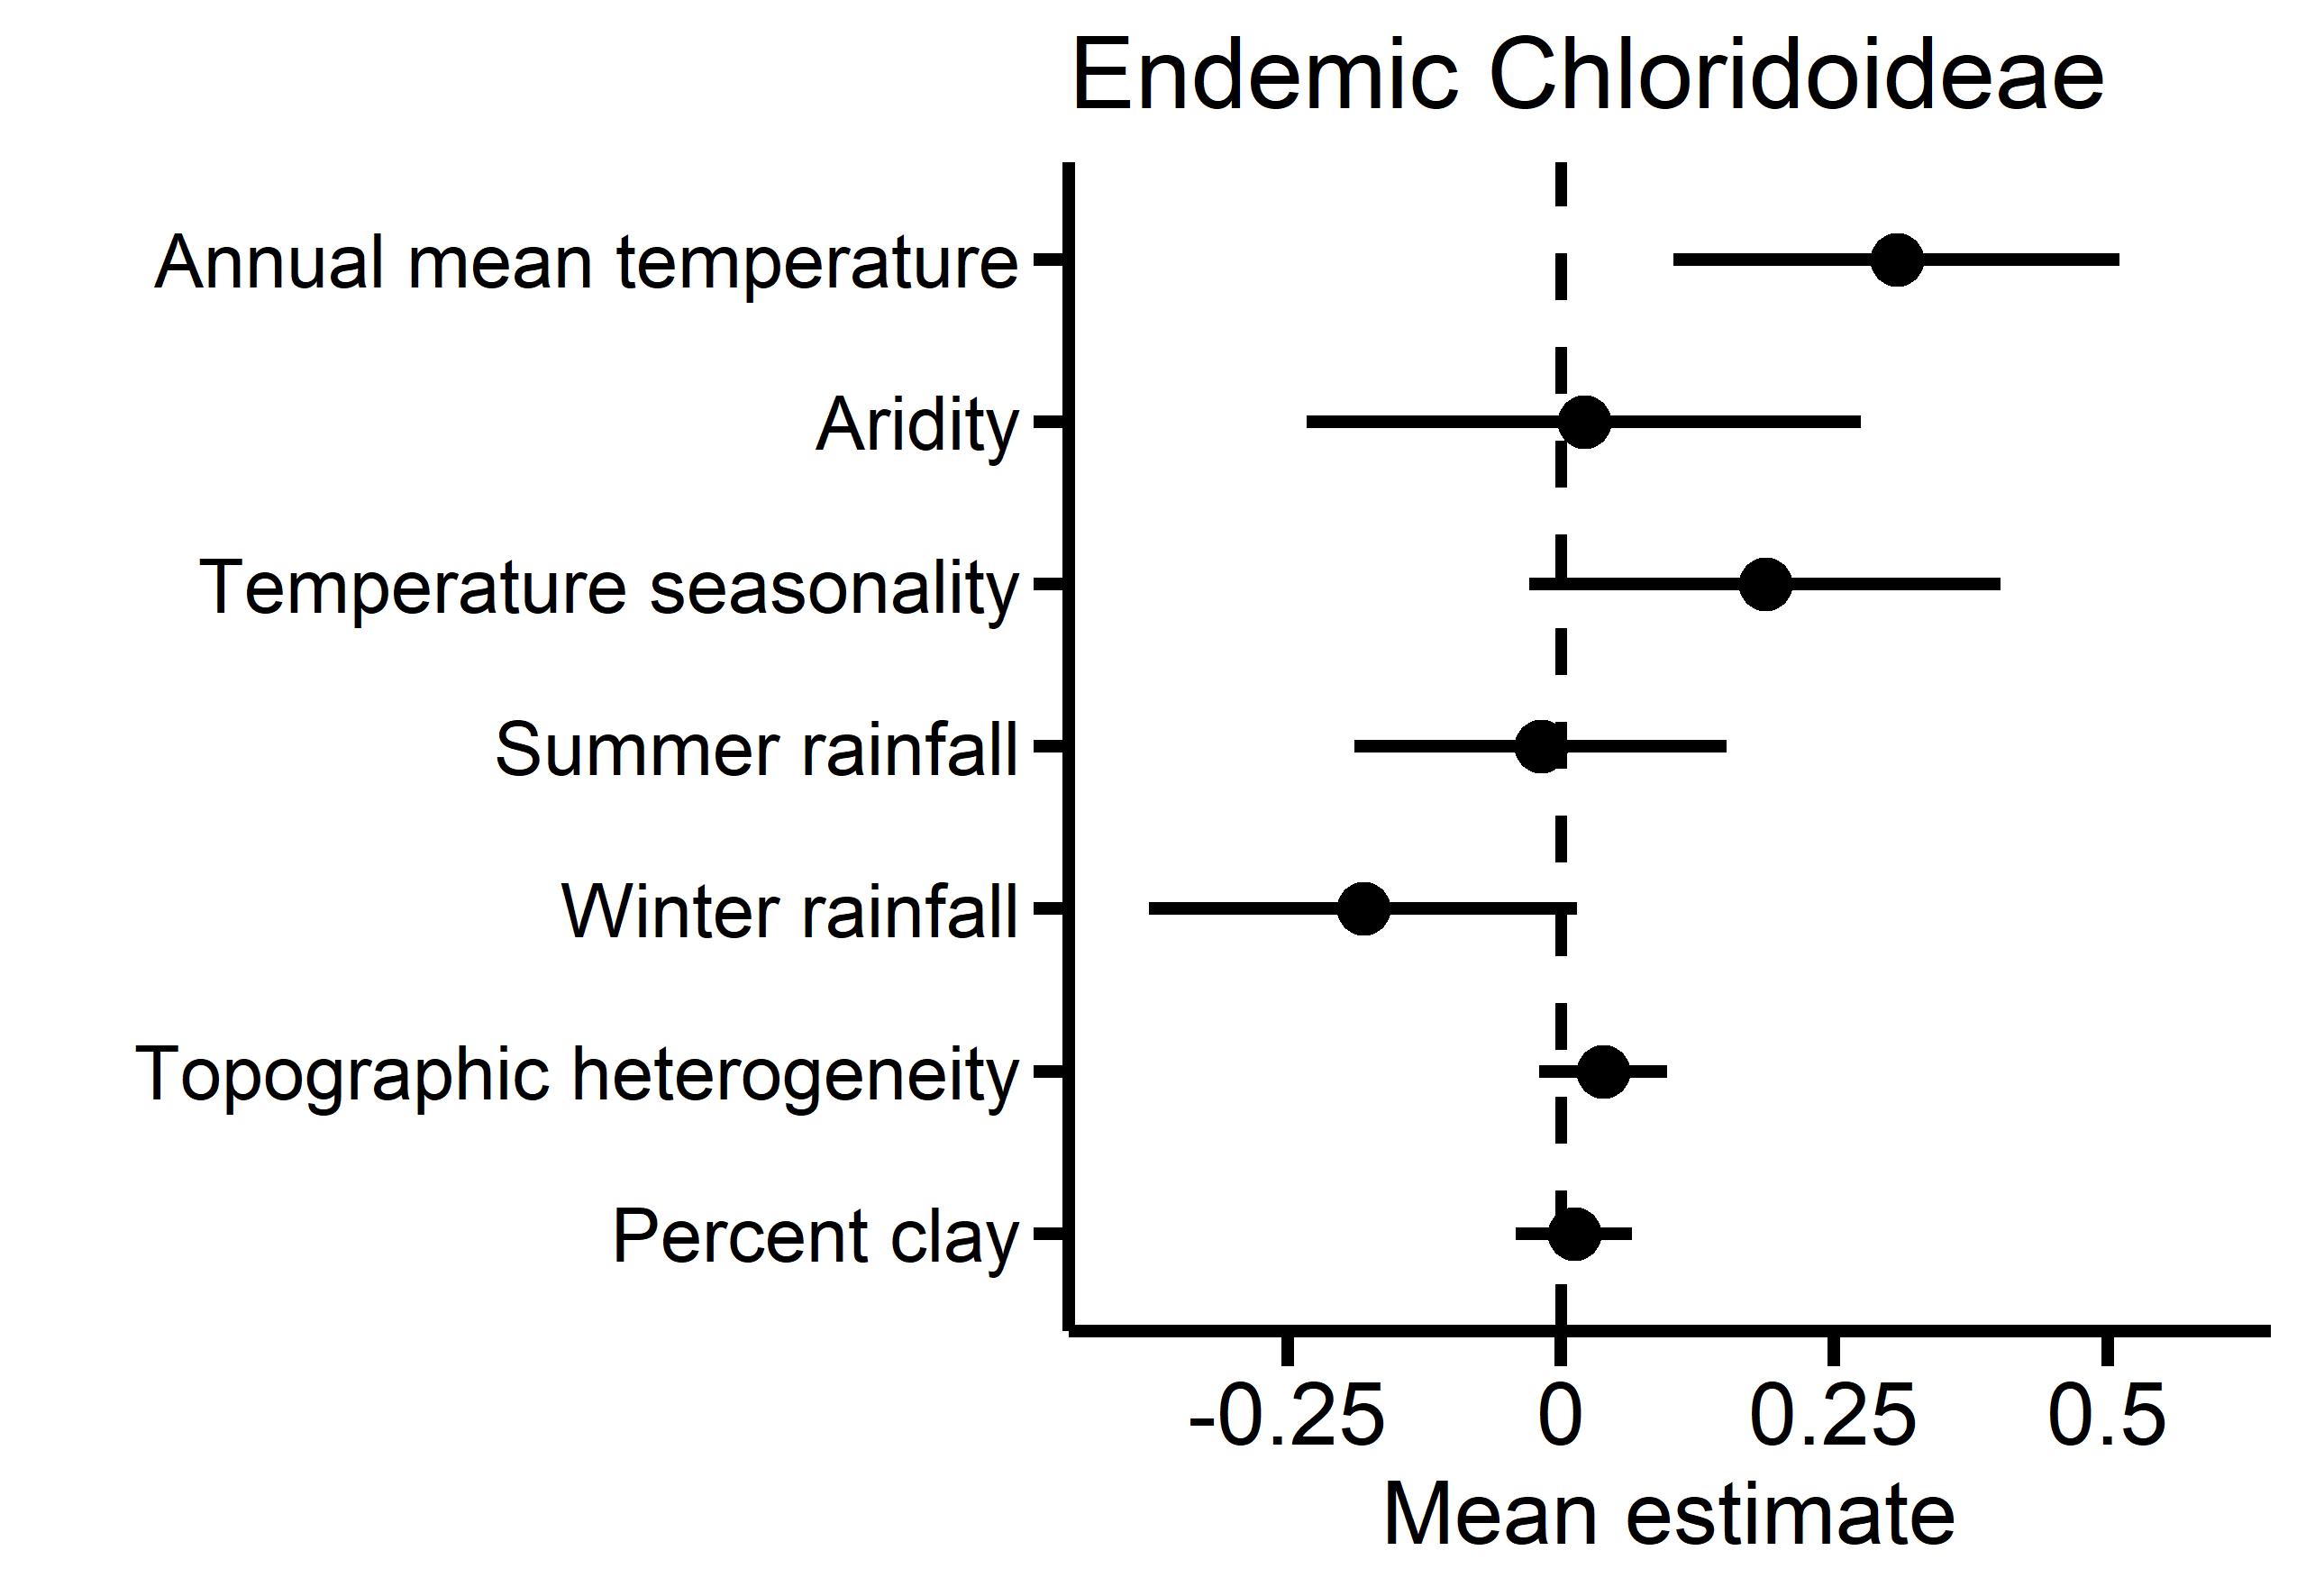 Endemic Chloridoideae
Annual mean temperature
Aridity
Temperature seasonality
Summer rainfall
Winter rainfall
Topographic heterogeneity
Percent clay
-0.25 0 0.25 0.5
Mean estimate